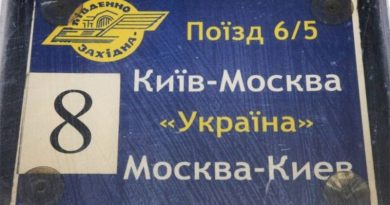 ПІВДЕННО
ЗАХІДНА
Поїзд 6/5
Київ-Москва
8
«Україна»
Москва-Киев